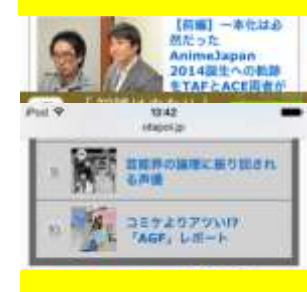 【前編】一本化は必
然だった
AnimeJapan
2014誕生への軌跡
をTAFとACE両者が
iPod 13:42
otapol.jp
9 芸能界の論理に振り回され
る声優
10 コミケよりアツい!?
「AGF」レポート